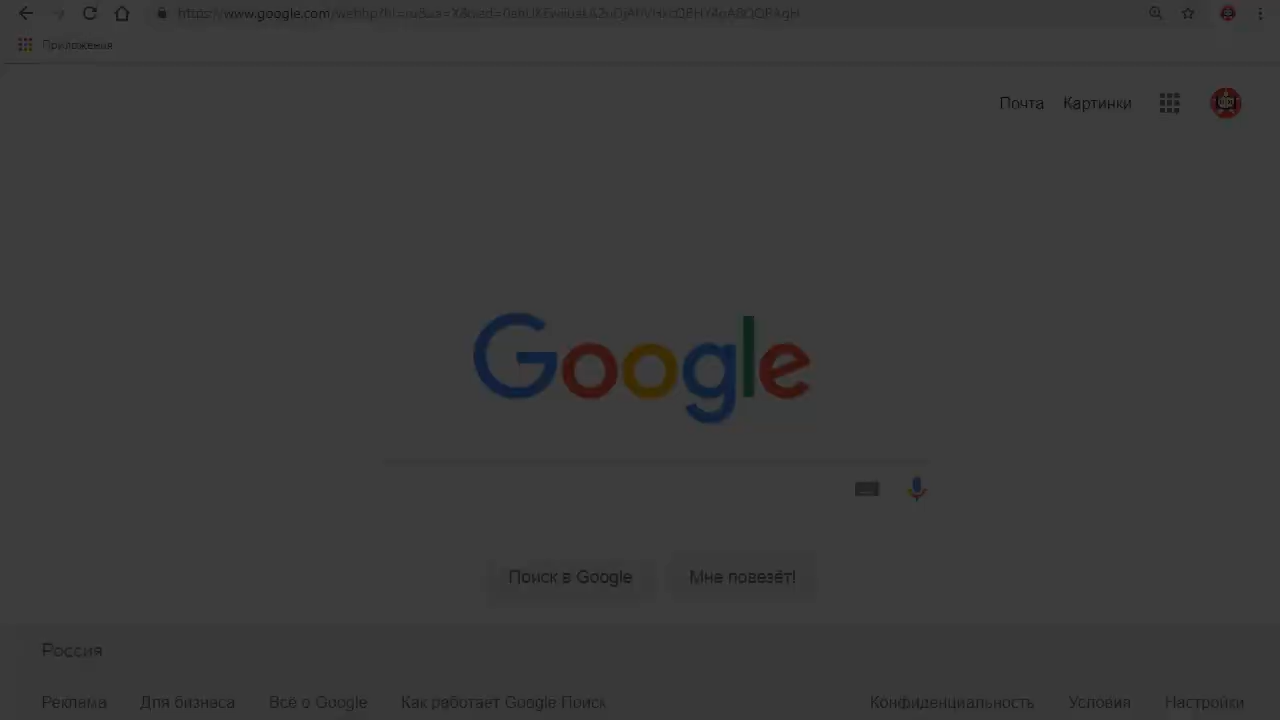 Приложения
Почта Картинки
Google
Поиск в Google Мне повезёт!
Россия
Реклама Для бизнеса Всё о Google Как работает Google Поиск Конфиденциальность Условия Настройки